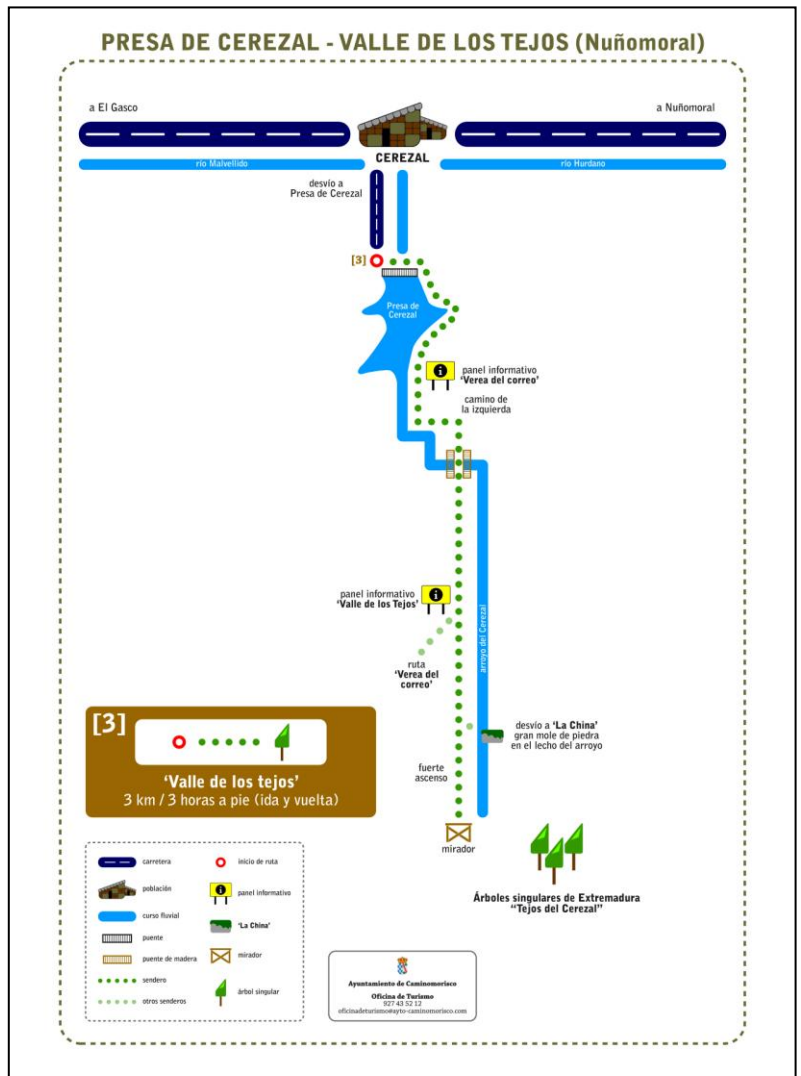 PRESA DE CEREZAL - VALLE DE LOS TEJOS (Nuñomoral)
a El Gasco
a Nuñomoral
CEREZAL
río Malvellido
río Hurdano
desvío a
Presa de Cerezal
[3]
Presa de
Cerezal
panel informativo
'Verea del correo'
camino de
la izquierda
panel informativo
'Valle de los Tejos'
arroyo del Cerezal
ruta
'Verea del
correo'
desvío a 'La China'
gran mole de piedra
en el lecho del arroyo
fuerte
ascenso
mirador
[3]
'Valle de los tejos'
3 km / 3 horas a pie (ida y vuelta)
Árboles singulares de Extremadura
"Tejos del Cerezal"
carretera
población
curso fluvial
puente
puente de madera
sendero
otros senderos
inicio de ruta
panel informativo
'La China'
mirador
árbol singular
Ayuntamiento de Caminomorisco
Oficina de Turismo
927 43 52 12
oficinadeturismo@ayto-caminomorisco.com